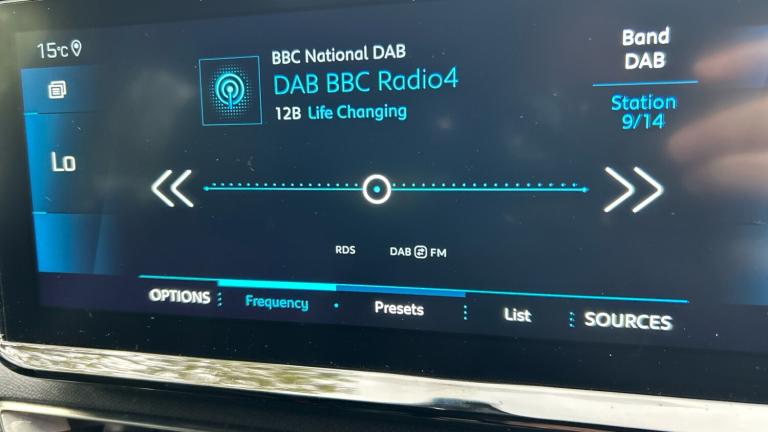 15°C
BBC National DAB
DAB BBC Radio4
12B Life Changing
Band
DAB
Station
9/14
Lo
RDS
DAB FM
OPTIONS
Frequency
Presets
List
SOURCES